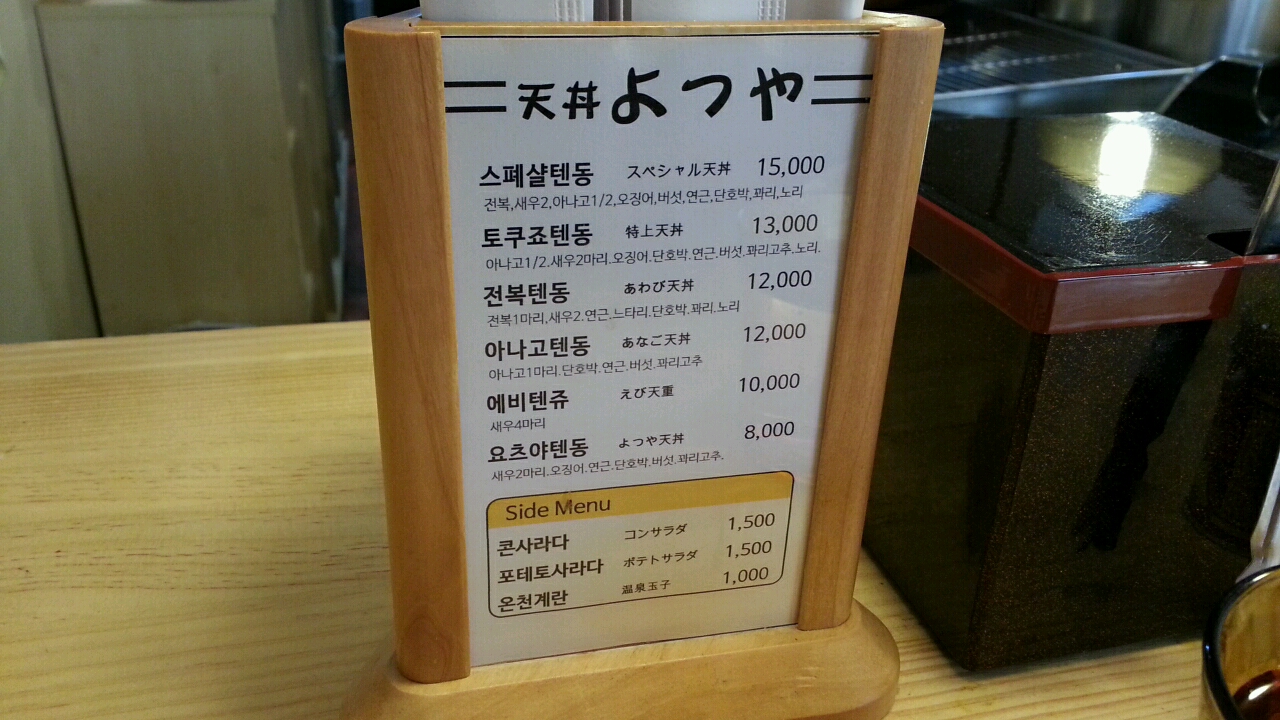 天丼よつや
스페샬텐동 スペシャル天丼 15,000
전복,새우2,아나고1/2,오징어,버섯,연근,단호박,꽈리,노리
토쿠죠텐동 特上天丼 13,000
아나고1/2.새우2마리.오징어.단호박.연근.버섯.꽈리고추.노리.
전복텐동 あわび天丼 12,000
전복1마리,새우2.연근.느타리.단호박.꽈리.노리
아나고텐동 あなご天丼 12,000
아나고1마리.단호박.연근.버섯.꽈리고추
에비텐쥬 えび天重 10,000
새우4마리
요츠야텐동 よつや天丼 8,000
새우2마리.오징어.연근.단호박.버섯.꽈리고추.
Side Menu
콘사라다 コンサラダ 1,500
포테토사라다 ポテトサラダ 1,500
온천계란 温泉玉子 1,000